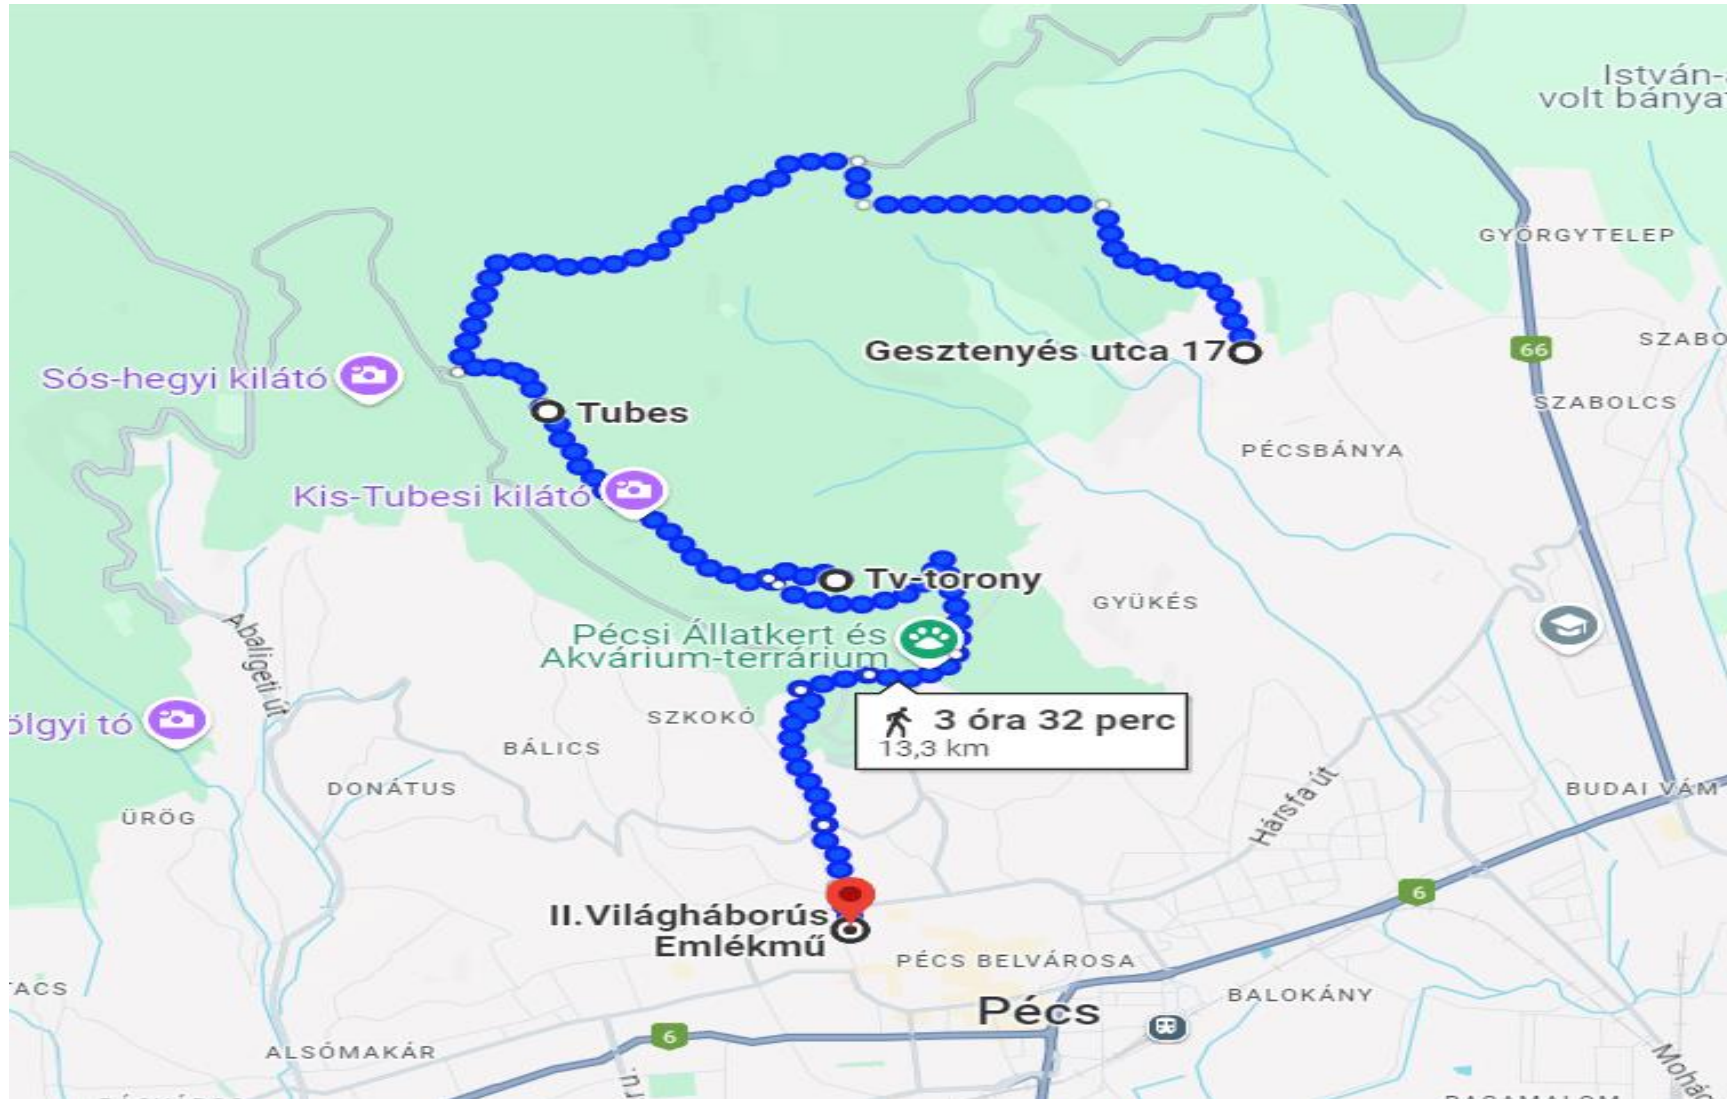 István-
volt bánya
GYÖRGYTELEP
Gesztenyés utca 17
66
SZABO
Sós-hegyi kilátó
SZABOLCS
Tubes
PÉCSBÁNYA
Kis-Tubesi kilátó
Tv-torony
GYÜKÉS
Pécsi Állatkert és
Akvárium-terrárium
Abaligeti út
ölgyi tó
SZKOKÓ
3 óra 32 perc
13,3 km
BÁLICS
DONÁTUS
ÜRÖG
Hársfa út
BUDAI VÁM
6
II.Világháborús
Emlékmű
PÉCS BELVÁROSA
TACS
BALOKÁNY
Pécs
6
ALSÓMAKÁR
Mohác